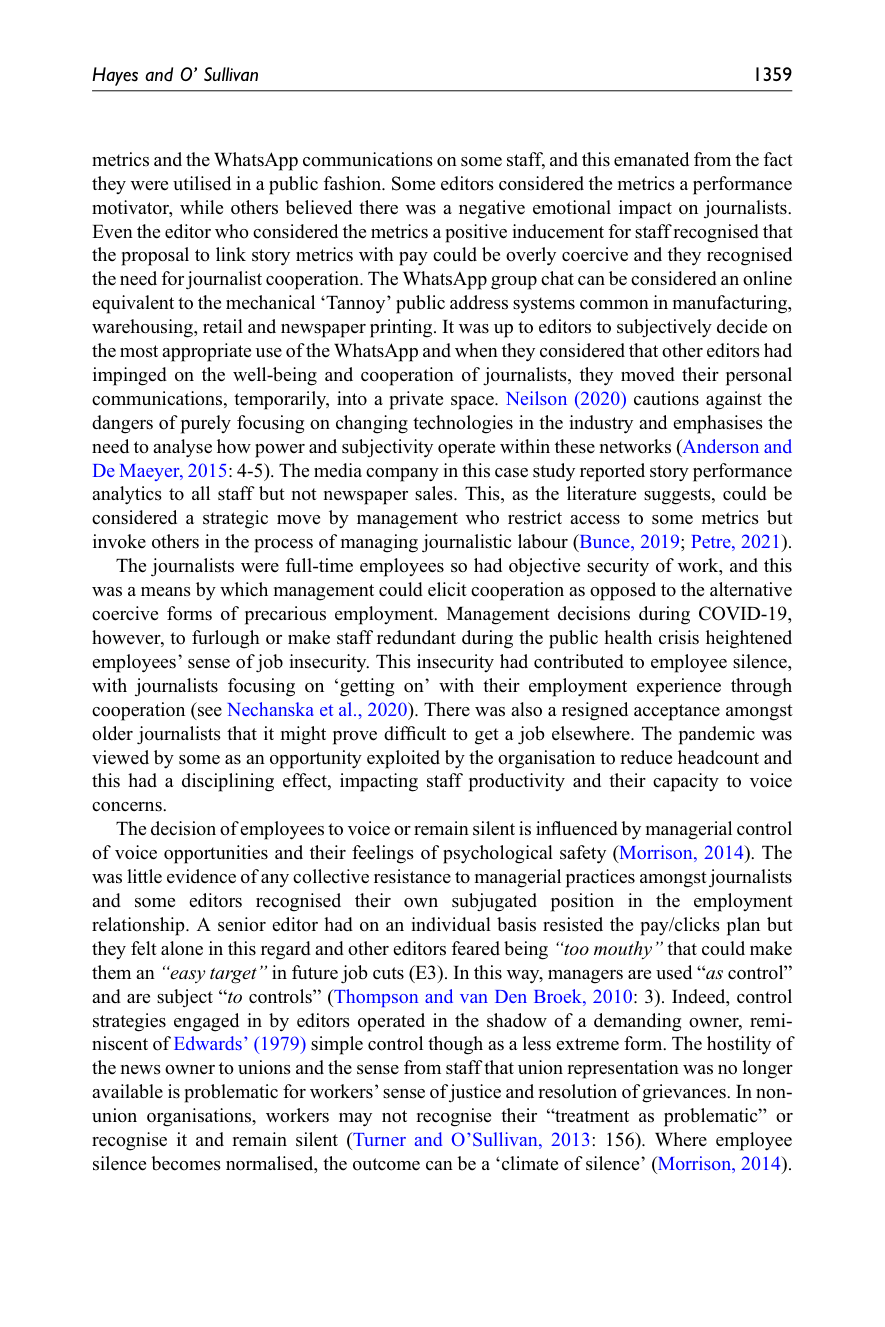 Hayes and O’ Sullivan 1359
metrics and the WhatsApp communications on some staff, and this emanated from the fact
they were utilised in a public fashion. Some editors considered the metrics a performance
motivator, while others believed there was a negative emotional impact on journalists.
Even the editor who considered the metrics a positive inducement for staff recognised that
the proposal to link story metrics with pay could be overly coercive and they recognised
the need for journalist cooperation. The WhatsApp group chat can be considered an online
equivalent to the mechanical ‘Tannoy’ public address systems common in manufacturing,
warehousing, retail and newspaper printing. It was up to editors to subjectively decide on
the most appropriate use of the WhatsApp and when they considered that other editors had
impinged on the well-being and cooperation of journalists, they moved their personal
communications, temporarily, into a private space. Neilson (2020) cautions against the
dangers of purely focusing on changing technologies in the industry and emphasises the
need to analyse how power and subjectivity operate within these networks (Anderson and
De Maeyer, 2015: 4-5). The media company in this case study reported story performance
analytics to all staff but not newspaper sales. This, as the literature suggests, could be
considered a strategic move by management who restrict access to some metrics but
invoke others in the process of managing journalistic labour (Bunce, 2019; Petre, 2021).
The journalists were full-time employees so had objective security of work, and this
was a means by which management could elicit cooperation as opposed to the alternative
coercive forms of precarious employment. Management decisions during COVID-19,
however, to furlough or make staff redundant during the public health crisis heightened
employees’ sense of job insecurity. This insecurity had contributed to employee silence,
with journalists focusing on ‘getting on’ with their employment experience through
cooperation (see Nechanska et al., 2020). There was also a resigned acceptance amongst
older journalists that it might prove difficult to get a job elsewhere. The pandemic was
viewed by some as an opportunity exploited by the organisation to reduce headcount and
this had a disciplining effect, impacting staff productivity and their capacity to voice
concerns.
The decision of employees to voice or remain silent is influenced by managerial control
of voice opportunities and their feelings of psychological safety (Morrison, 2014). The
was little evidence of any collective resistance to managerial practices amongst journalists
and some editors recognised their own subjugated position in the employment
relationship. A senior editor had on an individual basis resisted the pay/clicks plan but
they felt alone in this regard and other editors feared being “too mouthy” that could make
them an “easy target” in future job cuts (E3). In this way, managers are used “as control”
and are subject “to controls” (Thompson and van Den Broek, 2010: 3). Indeed, control
strategies engaged in by editors operated in the shadow of a demanding owner, remi-
niscent of Edwards’ (1979) simple control though as a less extreme form. The hostility of
the news owner to unions and the sense from staff that union representation was no longer
available is problematic for workers’ sense of justice and resolution of grievances. In non-
union organisations, workers may not recognise their “treatment as problematic” or
recognise it and remain silent (Turner and O’Sullivan, 2013: 156). Where employee
silence becomes normalised, the outcome can be a ‘climate of silence’ (Morrison, 2014).